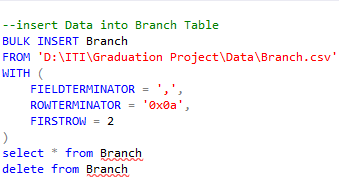 --insert Data into Branch Table
BULK INSERT Branch
FROM 'D:\ITI\Graduation Project\Data\Branch.csv'
WITH (
    FIELDTERMINATOR = ',',
    ROWTERMINATOR = '0x0a',
    FIRSTROW = 2
)
select * from Branch
delete from Branch